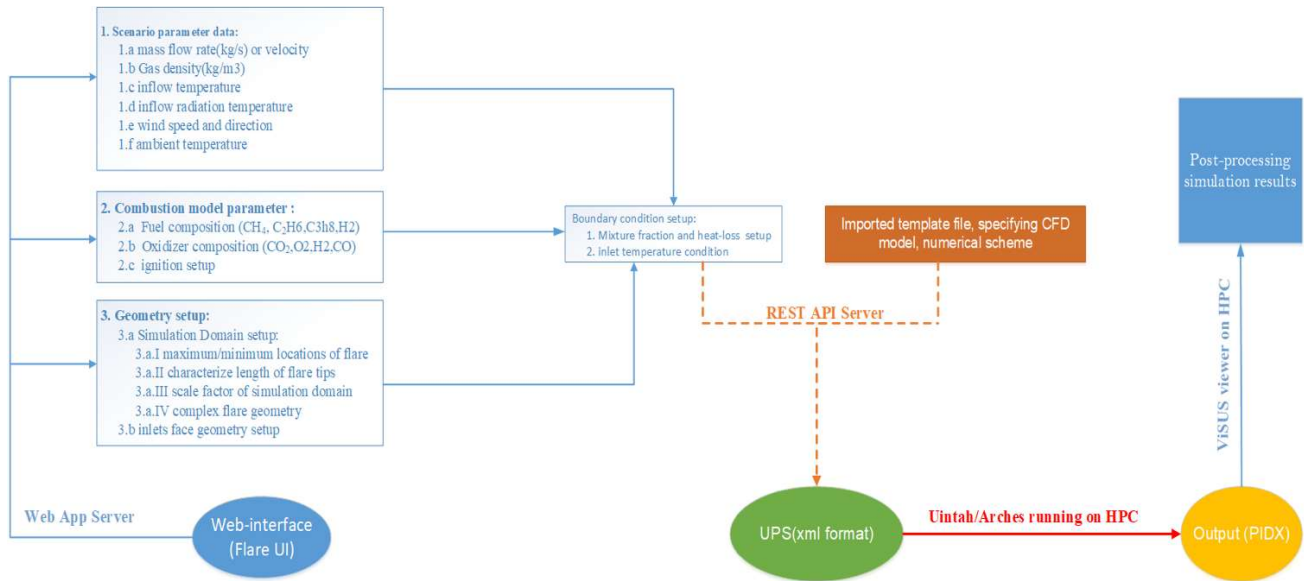 1. Scenario parameter data:
1.a mass flow rate(kg/s) or velocity
1.b Gas density(kg/m3)
1.c inflow temperature
1.d inflow radiation temperature
1.e wind speed and direction
1.f ambient temperature
2. Combustion model parameter :
2.a Fuel composition (CH₄, C₂H6,C3h8,H2)
2.b Oxidizer composition (CO₂,O2,H2,CO)
2.c ignition setup
3. Geometry setup:
3.a Simulation Domain setup:
3.a.I maximum/minimum locations of flare
3.a.II characterize length of flare tips
3.a.III scale factor of simulation domain
3.a.IV complex flare geometry
3.b inlets face geometry setup
Web App Server
Web-interface
(Flare UI)
Boundary condition setup:
1. Mixture fraction and heat-loss setup
2. Inlet temperature condition
Imported template file, specifying CFD
model, numerical scheme
REST API Server
UPS(xml format)
Uintah/Arches running on HPC
Output (PIDX)
ViSUS viewer on HPC
Post-processing
simulation results